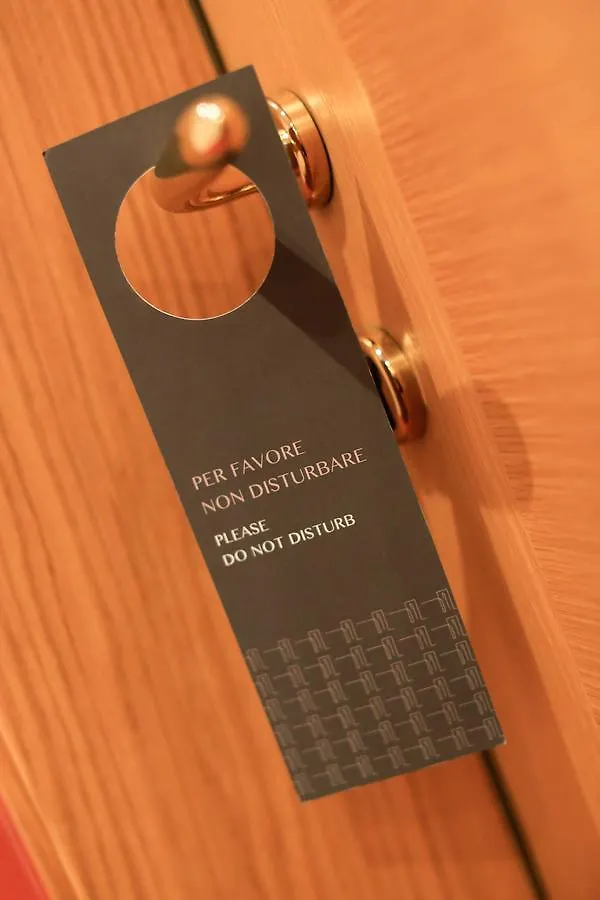 PER FAVORE
NON DISTURBARE
PLEASE
DO NOT DISTURB